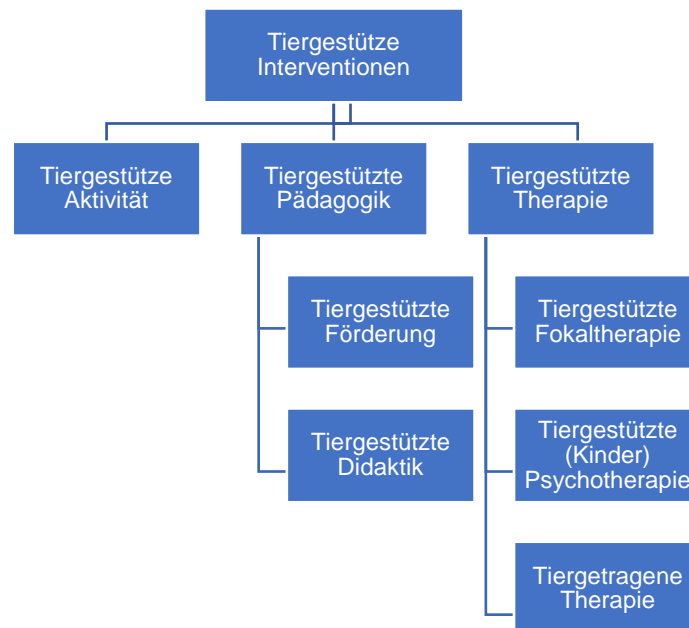 Tiergestütze
Interventionen
Tiergestütze
Aktivität
Tiergestützte
Pädagogik
Tiergestützte
Therapie
Tiergestützte
Förderung
Tiergestützte
Fokaltherapie
Tiergestützte
Didaktik
Tiergestützte
(Kinder)
Psychotherapie
Tiergetragene
Therapie